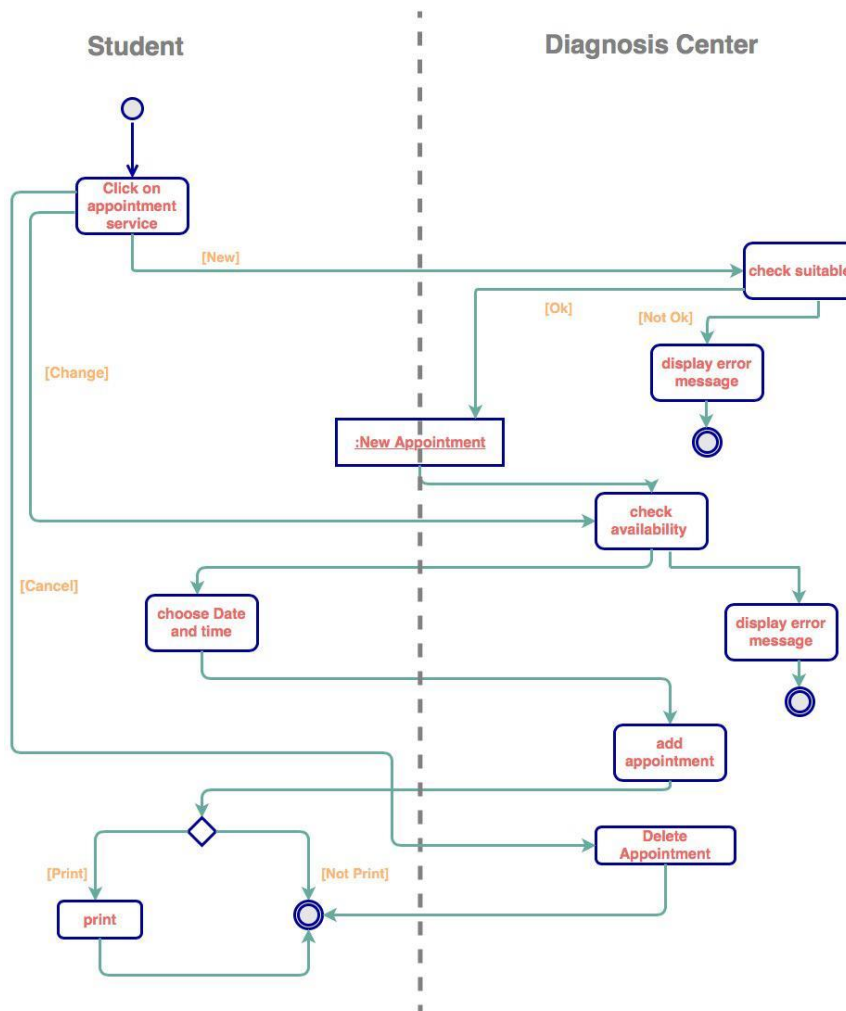 Student
Diagnosis Center
Click on
appointment
service
[New]
check suitable
[Ok]
[Not Ok]
display error
message
[Change]
:New Appointment
check
availability
[Cancel]
choose Date
and time
display error
message
add
appointment
Delete
Appointment
[Print]
[Not Print]
print